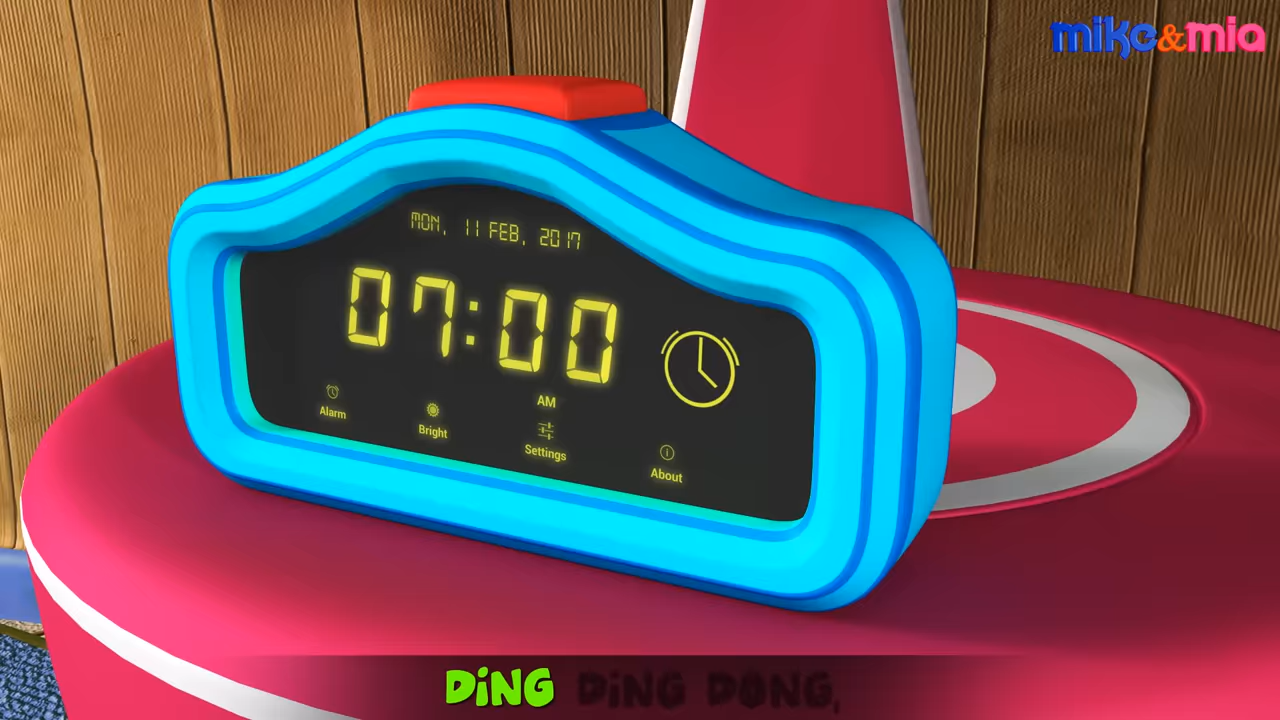 mike&mia
MON, 11 FEB, 2017
07:00
AM
Alarm
Bright
Settings
About
DiNG DiNG DONG,